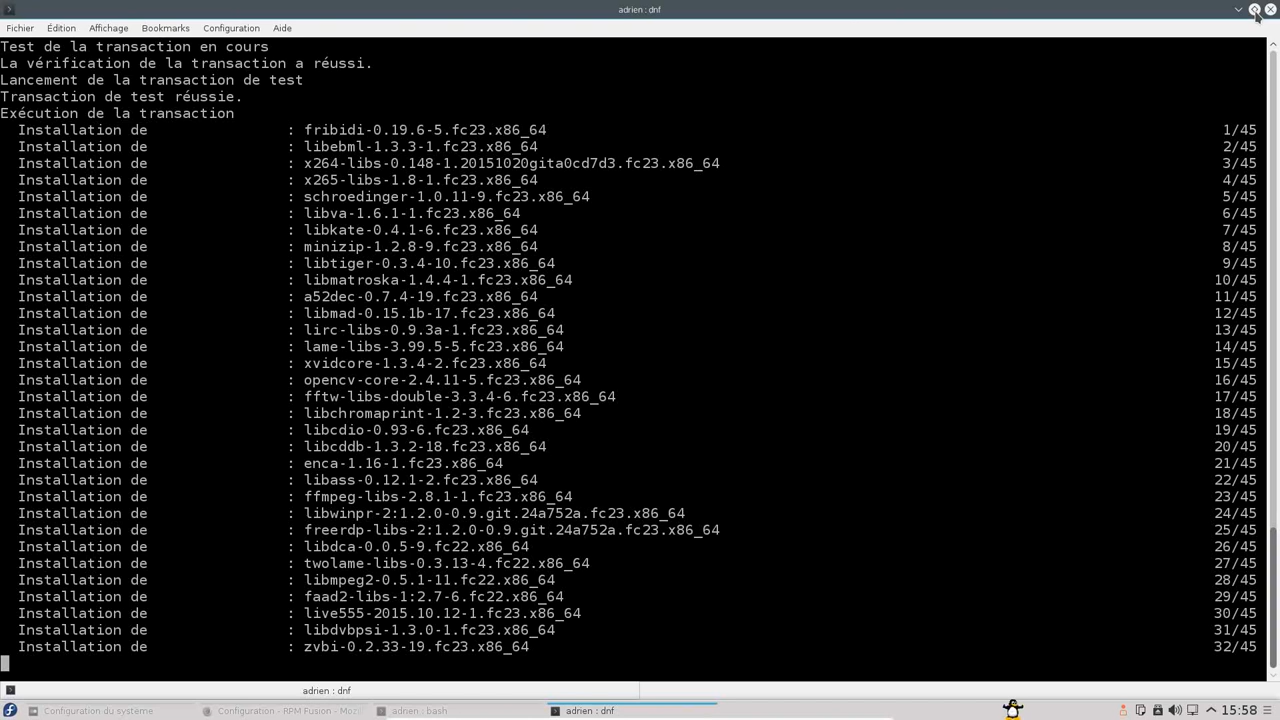 adrien : dnf
Fichier Édition Affichage Bookmarks Configuration Aide
Test de la transaction en cours
La vérification de la transaction a réussi.
Lancement de la transaction de test
Transaction de test réussie.
Exécution de la transaction
Installation de : fribidi-0.19.6-5.fc23.x86_64 1/45
Installation de : libebml-1.3.3-1.fc23.x86_64 2/45
Installation de : x264-libs-0.148-1.20151020gita0cd7d3.fc23.x86_64 3/45
Installation de : x265-libs-1.8-1.fc23.x86_64 4/45
Installation de : schroedinger-1.0.11-9.fc23.x86_64 5/45
Installation de : libva-1.6.1-1.fc23.x86_64 6/45
Installation de : libkate-0.4.1-6.fc23.x86_64 7/45
Installation de : minizip-1.2.8-9.fc23.x86_64 8/45
Installation de : libtiger-0.3.4-10.fc23.x86_64 9/45
Installation de : libmatroska-1.4.4-1.fc23.x86_64 10/45
Installation de : a52dec-0.7.4-19.fc23.x86_64 11/45
Installation de : libmad-0.15.1b-17.fc23.x86_64 12/45
Installation de : lirc-libs-0.9.3a-1.fc23.x86_64 13/45
Installation de : lame-libs-3.99.5-5.fc23.x86_64 14/45
Installation de : xvidcore-1.3.4-2.fc23.x86_64 15/45
Installation de : opencv-core-2.4.11-5.fc23.x86_64 16/45
Installation de : fftw-libs-double-3.3.4-6.fc23.x86_64 17/45
Installation de : libchromaprint-1.2-3.fc23.x86_64 18/45
Installation de : libcdio-0.93-6.fc23.x86_64 19/45
Installation de : libcddb-1.3.2-18.fc23.x86_64 20/45
Installation de : enca-1.16-1.fc23.x86_64 21/45
Installation de : libass-0.12.1-2.fc23.x86_64 22/45
Installation de : ffmpeg-libs-2.8.1-1.fc23.x86_64 23/45
Installation de : libwinpr-2:1.2.0-0.9.git.24a752a.fc23.x86_64 24/45
Installation de : freerdp-libs-2:1.2.0-0.9.git.24a752a.fc23.x86_64 25/45
Installation de : libdca-0.0.5-9.fc22.x86_64 26/45
Installation de : twolame-libs-0.3.13-4.fc22.x86_64 27/45
Installation de : libmpeg2-0.5.1-11.fc22.x86_64 28/45
Installation de : faad2-libs-1:2.7-6.fc22.x86_64 29/45
Installation de : live555-2015.10.12-1.fc23.x86_64 30/45
Installation de : libdvbpsi-1.3.0-1.fc23.x86_64 31/45
Installation de : zvbi-0.2.33-19.fc23.x86_64 32/45
adrien : dnf
Configuration du système Configuration - RPM Fusion - Mozi adrien : bash adrien : dnf 15:58